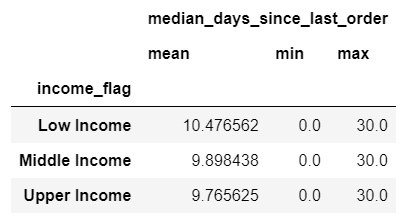 median_days_since_last_order
mean min max
income_flag
Low Income 10.476562 0.0 30.0
Middle Income 9.898438 0.0 30.0
Upper Income 9.765625 0.0 30.0